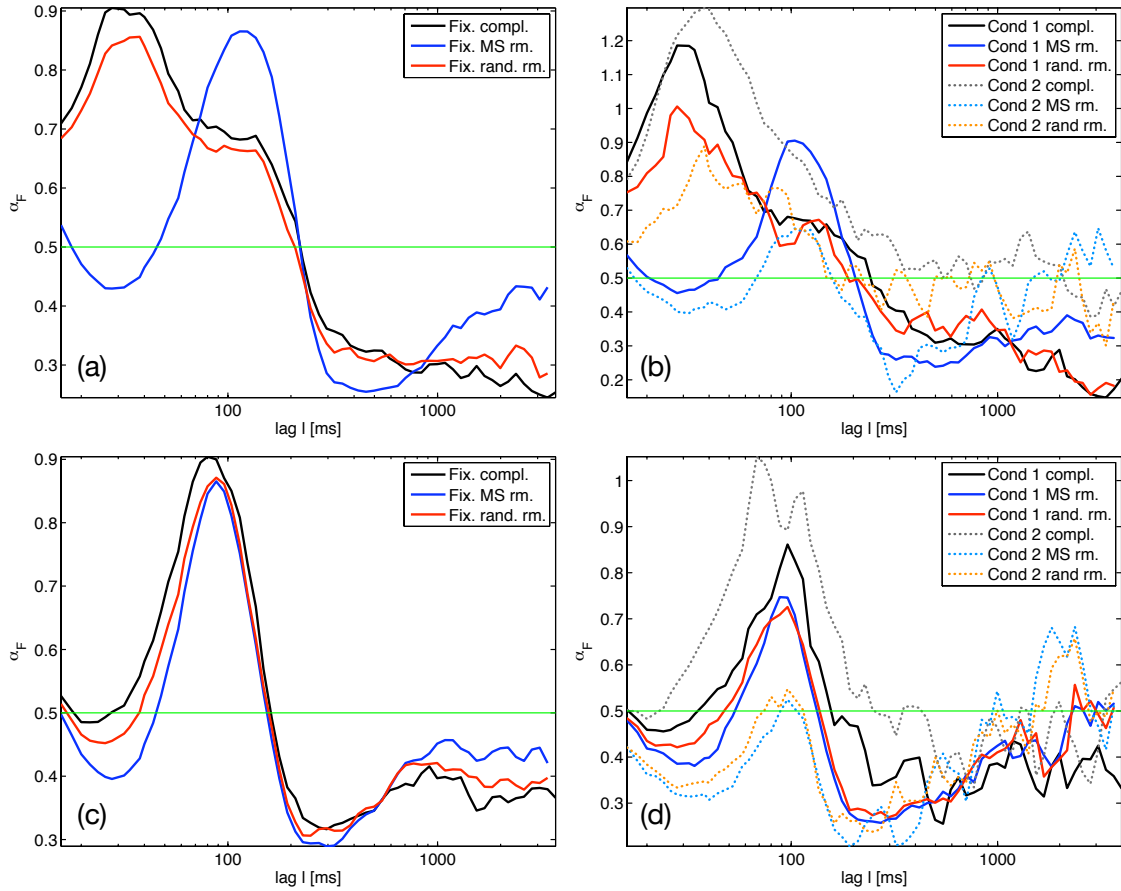 0.9
0.8
0.7
0.6
0.5
0.4
0.3
α_F
100
1000
lag l [ms]
(a)
Fix. compl.
Fix. MS rm.
Fix. rand. rm.
1.2
1.1
1
0.9
0.8
0.7
0.6
0.5
0.4
0.3
0.2
α_F
100
1000
lag l [ms]
(b)
Cond 1 compl.
Cond 1 MS rm.
Cond 1 rand. rm.
Cond 2 compl.
Cond 2 MS rm.
Cond 2 rand rm.
0.9
0.8
0.7
0.6
0.5
0.4
0.3
α_F
100
1000
lag l [ms]
(c)
Fix. compl.
Fix. MS rm.
Fix. rand. rm.
1
0.9
0.8
0.7
0.6
0.5
0.4
0.3
α_F
100
1000
lag l [ms]
(d)
Cond 1 compl.
Cond 1 MS rm.
Cond 1 rand. rm.
Cond 2 compl.
Cond 2 MS rm.
Cond 2 rand rm.